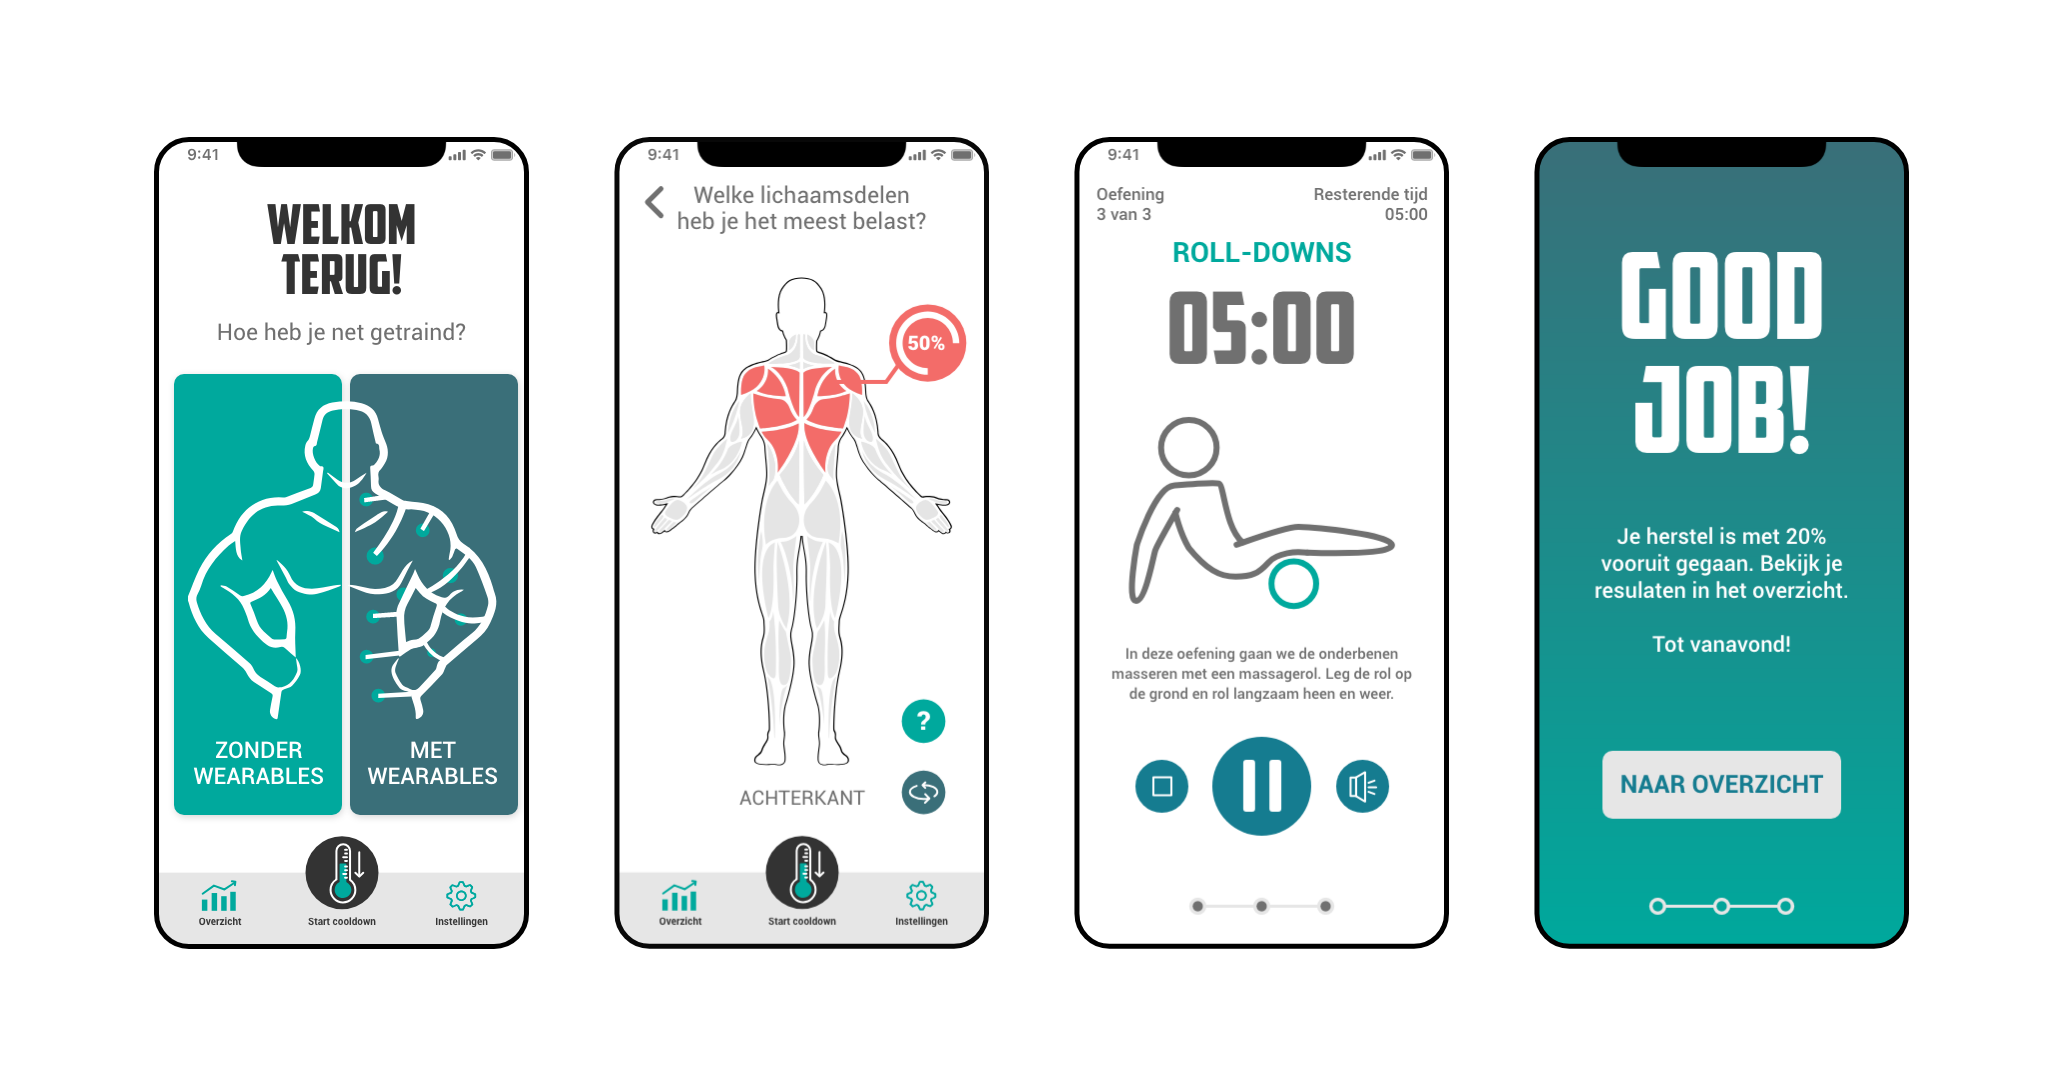 9:41
WELKOM
TERUG!
Hoe heb je net getraind?
ZONDER
WEARABLES
MET
WEARABLES
Overzicht
Start cooldown
Instellingen
9:41
Welke lichaamsdelen
heb je het meest belast?
50%
?
ACHTERKANT
Overzicht
Start cooldown
Instellingen
9:41
Oefening
3 van 3
Resterende tijd
05:00
ROLL-DOWNS
05:00
In deze oefening gaan we de onderbenen
masseren met een massagerol. Leg de rol op
de grond en rol langzaam heen en weer.
GOOD
JOB!
Je herstel is met 20%
vooruit gegaan. Bekijk je
resulaten in het overzicht.
Tot vanavond!
NAAR OVERZICHT